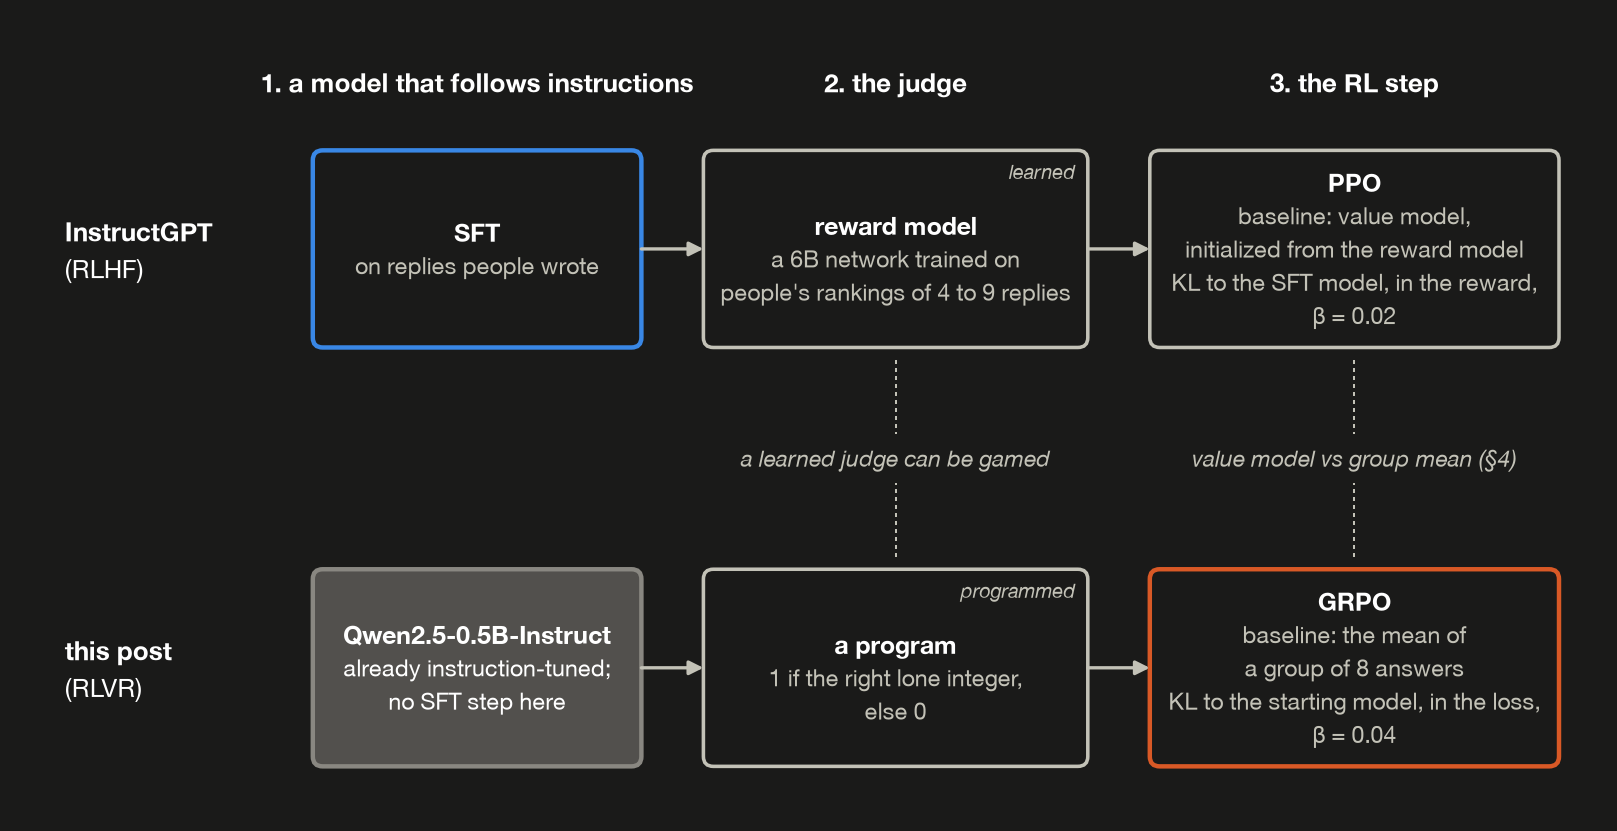 1. a model that follows instructions
2. the judge
3. the RL step
InstructGPT
(RLHF)
SFT
on replies people wrote
learned
reward model
a 6B network trained on
people's rankings of 4 to 9 replies
PPO
baseline: value model,
initialized from the reward model
KL to the SFT model, in the reward,
β = 0.02
a learned judge can be gamed
value model vs group mean (§4)
this post
(RLVR)
Qwen2.5-0.5B-Instruct
already instruction-tuned;
no SFT step here
programmed
a program
1 if the right lone integer,
else 0
GRPO
baseline: the mean of
a group of 8 answers
KL to the starting model, in the loss,
β = 0.04